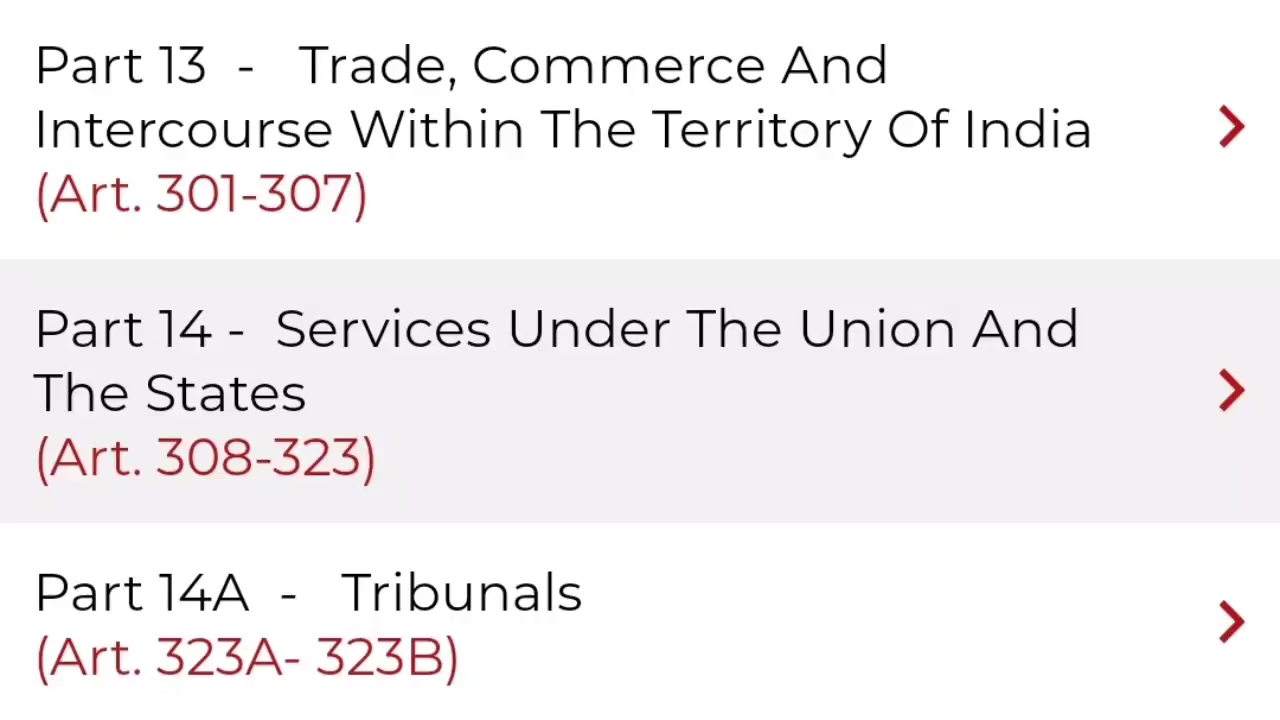 Part 13 - Trade, Commerce And
Intercourse Within The Territory Of India
(Art. 301-307)
Part 14 - Services Under The Union And
The States
(Art. 308-323)
Part 14A - Tribunals
(Art. 323A- 323B)